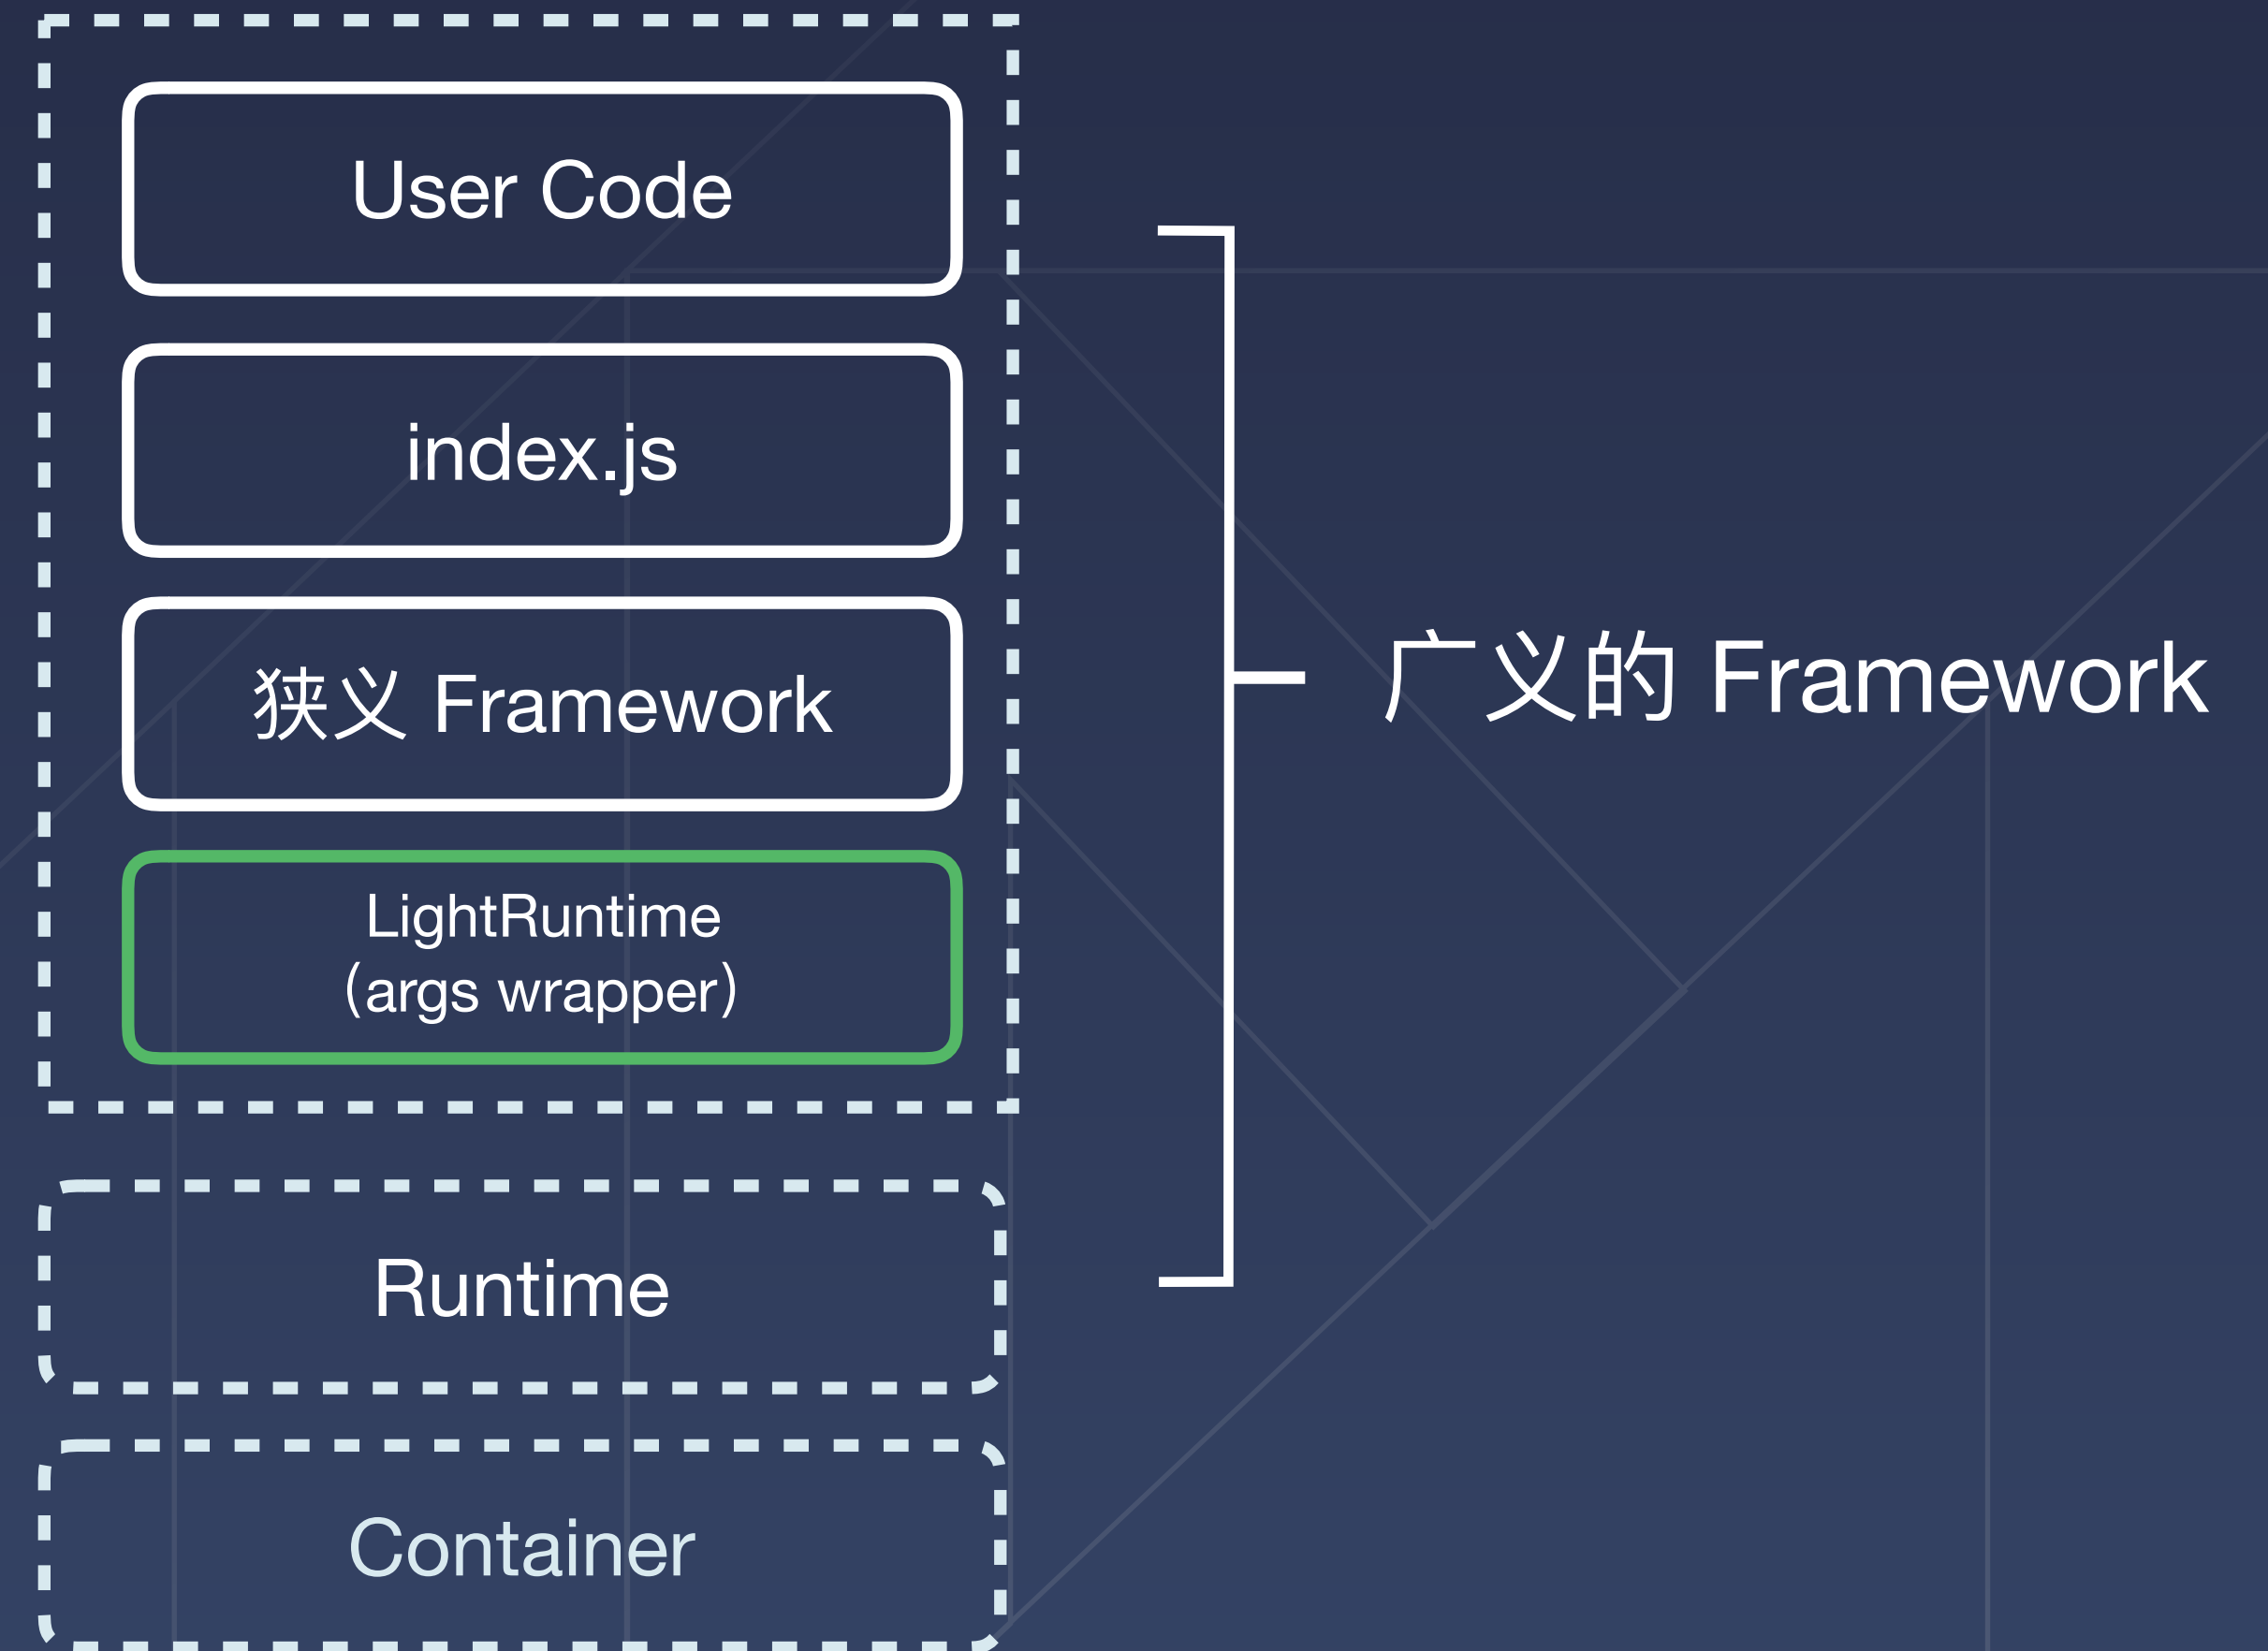 User Code
index.js
狭义 Framework
LightRuntime
(args wrapper)
广义的 Framework
Runtime
Container